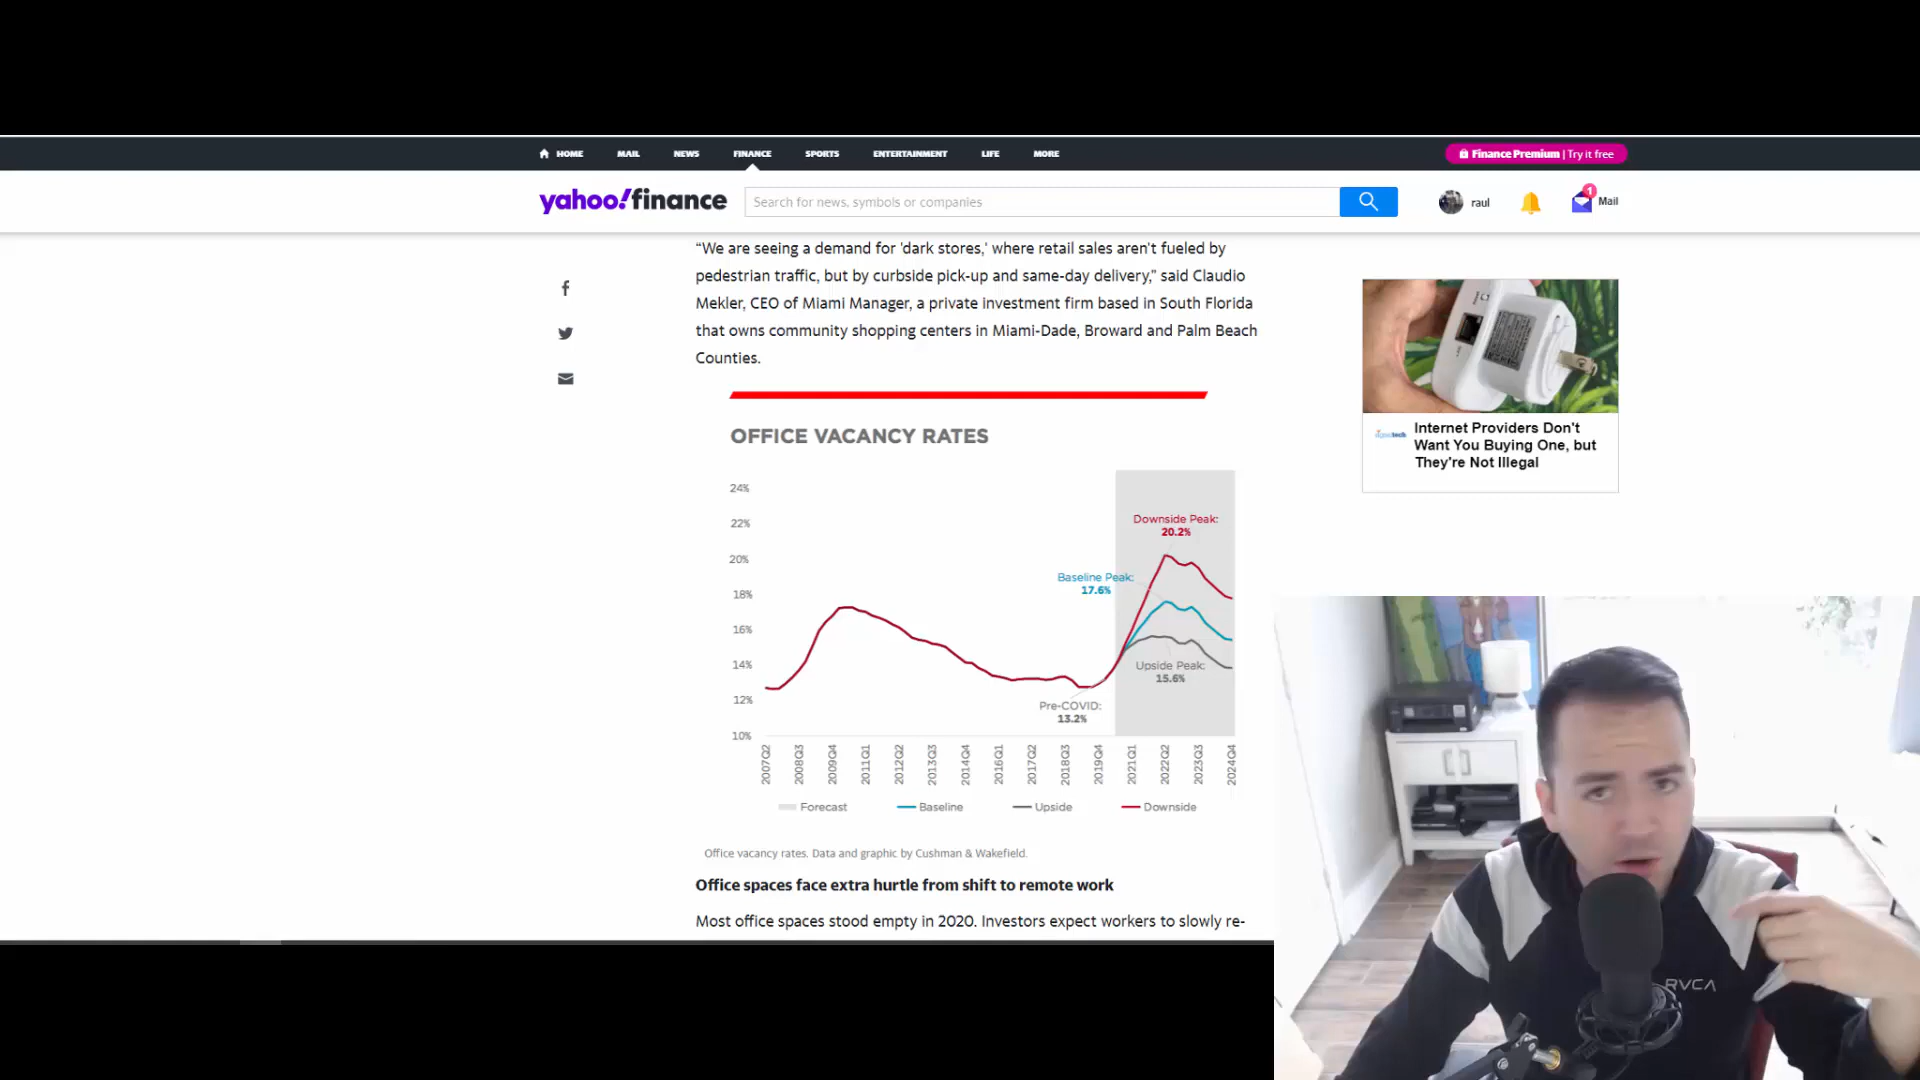 HOME MAIL NEWS FINANCE SPORTS ENTERTAINMENT LIFE MORE
Finance Premium | Try it free
yahoo!finance
Search for news, symbols or companies
raul
1
Mail
“We are seeing a demand for 'dark stores,' where retail sales aren't fueled by
pedestrian traffic, but by curbside pick-up and same-day delivery,” said Claudio
Mekler, CEO of Miami Manager, a private investment firm based in South Florida
that owns community shopping centers in Miami-Dade, Broward and Palm Beach
Counties.
Internet Providers Don't
Want You Buying One, but
They're Not Illegal
OFFICE VACANCY RATES
24%
22%
20%
18%
16%
14%
12%
10%
Downside Peak:
20.2%
Baseline Peak:
17.6%
Upside Peak:
15.6%
Pre-COVID:
13.2%
2007Q2
2008Q3
2009Q4
2011Q1
2012Q2
2013Q3
2014Q4
2016Q1
2017Q2
2018Q3
2019Q4
2021Q1
2022Q2
2023Q3
2024Q4
Forecast Baseline Upside Downside
Office vacancy rates. Data and graphic by Cushman & Wakefield.
Office spaces face extra hurtle from shift to remote work
Most office spaces stood empty in 2020. Investors expect workers to slowly re-
RVCA